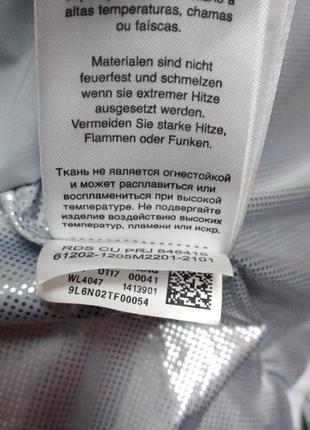 altas temperaturas, chamas
ou faíscas.
Materialen sind nicht
feuerfest und schmelzen
wenn sie extremer Hitze
ausgesetzt werden.
Vermeiden Sie starke Hitze,
Flammen oder Funken.
Ткань не является огнестойкой
и может расплавиться или
воспламениться при высокой
температуре. Не подвергайте
изделие воздействию высоких
температур, пламени или искр.
RDS CU PRJ 848415
61202-1205M2201-2101
0117 00041
WL4047 1413901
9L6N02TF00054